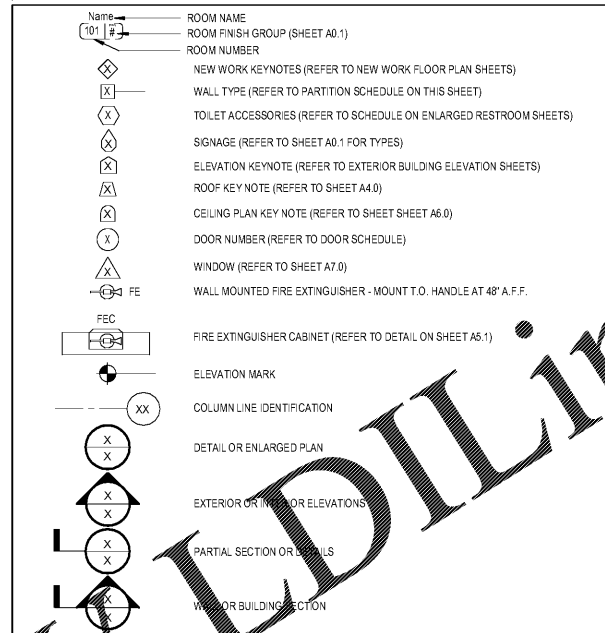 Name ROOM NAME
101 # ROOM FINISH GROUP (SHEET A0.1)
ROOM NUMBER
X NEW WORK KEYNOTES (REFER TO NEW WORK FLOOR PLAN SHEETS)
X WALL TYPE (REFER TO PARTITION SCHEDULE ON THIS SHEET)
X TOILET ACCESSORIES (REFER TO SCHEDULE ON ENLARGED RESTROOM SHEETS)
X SIGNAGE (REFER TO SHEET A0.1 FOR TYPES)
X ELEVATION KEYNOTE (REFER TO EXTERIOR BUILDING ELEVATION SHEETS)
X ROOF KEY NOTE (REFER TO SHEET A4.0)
X CEILING PLAN KEY NOTE (REFER TO SHEET SHEET A6.0)
X DOOR NUMBER (REFER TO DOOR SCHEDULE)
X WINDOW (REFER TO SHEET A7.0)
FE WALL MOUNTED FIRE EXTINGUISHER - MOUNT T.O. HANDLE AT 48" A.F.F.
FEC
FIRE EXTINGUISHER CABINET (REFER TO DETAIL ON SHEET A5.1)
ELEVATION MARK
XX COLUMN LINE IDENTIFICATION
X
X DETAIL OR ENLARGED PLAN
X
X EXTERIOR OR INTERIOR ELEVATIONS
X
X PARTIAL SECTION OR DETAILS
X
X WALL OR BUILDING SECTION
LDILin